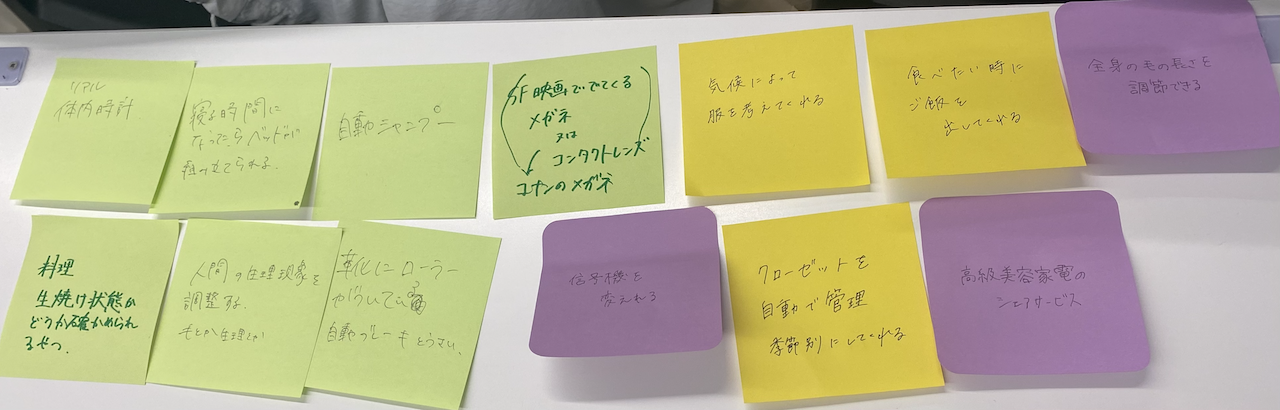 リアル
体内時計
寝る時間に
なったらベッドが
組み立てられる.
自動シャンプー
SF映画ででてくる
メガネ
又は
コンタクトレンズ
コナンのメガネ
気候によって
服を考えてくれる
食べたい時に
ご飯を
出してくれる
全身の毛の長さを
調節できる
料理
生焼け状態か
どうか確かめられ
るやつ.
人間の生理現象を
調整する.
生理とか
革化にローラー
がついている
自動ブレーキもとうさい.
信号機を
変えれる
クローゼットを
自動で管理
季節別にしてくれる
高級美容家電の
シェアサービス